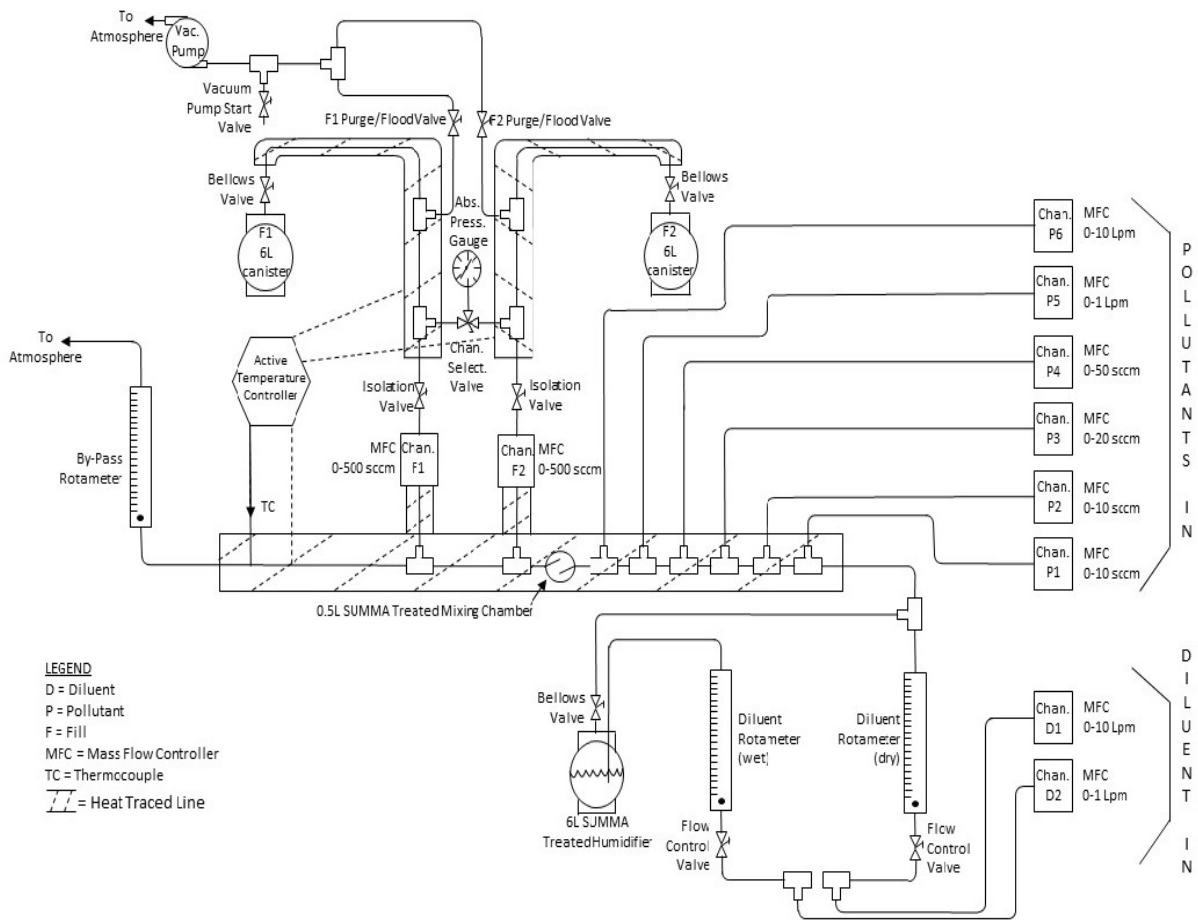 To
Atmosphere
Vac.
Pump
Vacuum
Pump Start
Valve
F1 Purge/Flood Valve
F2 Purge/Flood Valve
Bellows
Valve
F1
6L
canister
Abs.
Press.
Gauge
Bellows
Valve
F2
6L
canister
Chan.
Select.
Valve
To
Atmosphere
Active
Temperature
Controller
Isolation
Valve
Isolation
Valve
MFC
0-500 sccm
Chan.
F1
Chan.
F2
MFC
0-500 sccm
By-Pass
Rotameter
TC
0.5L SUMMA Treated Mixing Chamber
Chan.
P6
MFC
0-10 Lpm
Chan.
P5
MFC
0-1 Lpm
Chan.
P4
MFC
0-50 sccm
Chan.
P3
MFC
0-20 sccm
Chan.
P2
MFC
0-10 sccm
Chan.
P1
MFC
0-10 sccm
POLLUTANTS IN
LEGEND
D = Diluent
P = Pollutant
F = Fill
MFC = Mass Flow Controller
TC = Thermccouple
= Heat Traced Line
Bellows
Valve
6L SUMMA
Treated Humidifier
Diluent
Rotameter
(wet)
Diluent
Rotameter
(dry)
Flow
Control
Valve
Flow
Control
Valve
Chan.
D1
MFC
0-10 Lpm
Chan.
D2
MFC
0-1 Lpm
DILUENT IN